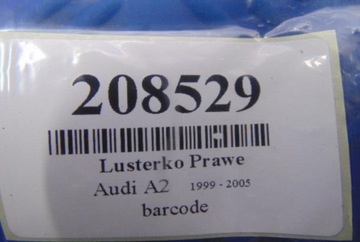 208529
Lusterko Prawe
Audi A2 1999 - 2005
barcode